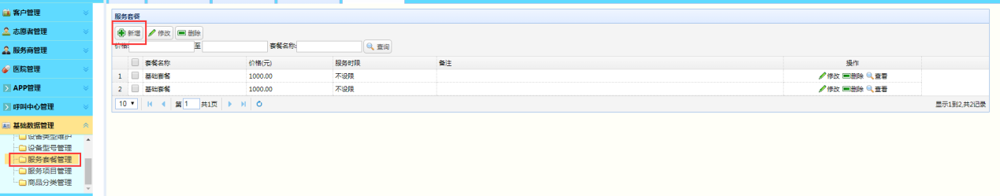 客户管理
志愿者管理
服务商管理
医院管理
APP管理
呼叫中心管理
基础数据管理
设备类型维护
设备型号管理
服务套餐管理
服务项目管理
商品分类管理
服务套餐
新增 修改 删除
价格: 至 套餐名称: 查询
套餐名称 价格(元) 服务时限 备注 操作
1 基础套餐 1000.00 不设限 修改 删除 查看
2 基础套餐 1000.00 不设限 修改 删除 查看
10 第 1 共1页 显示1到2,共2记录